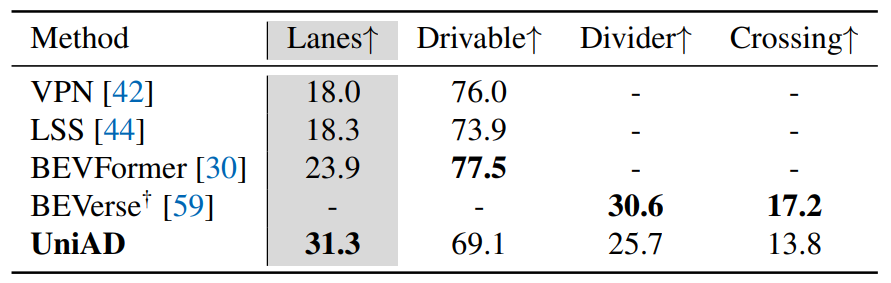 Method Lanes↑ Drivable↑ Divider↑ Crossing↑
VPN [42] 18.0 76.0 - -
LSS [44] 18.3 73.9 - -
BEVFormer [30] 23.9 77.5 - -
BEVerse† [59] - - 30.6 17.2
UniAD 31.3 69.1 25.7 13.8